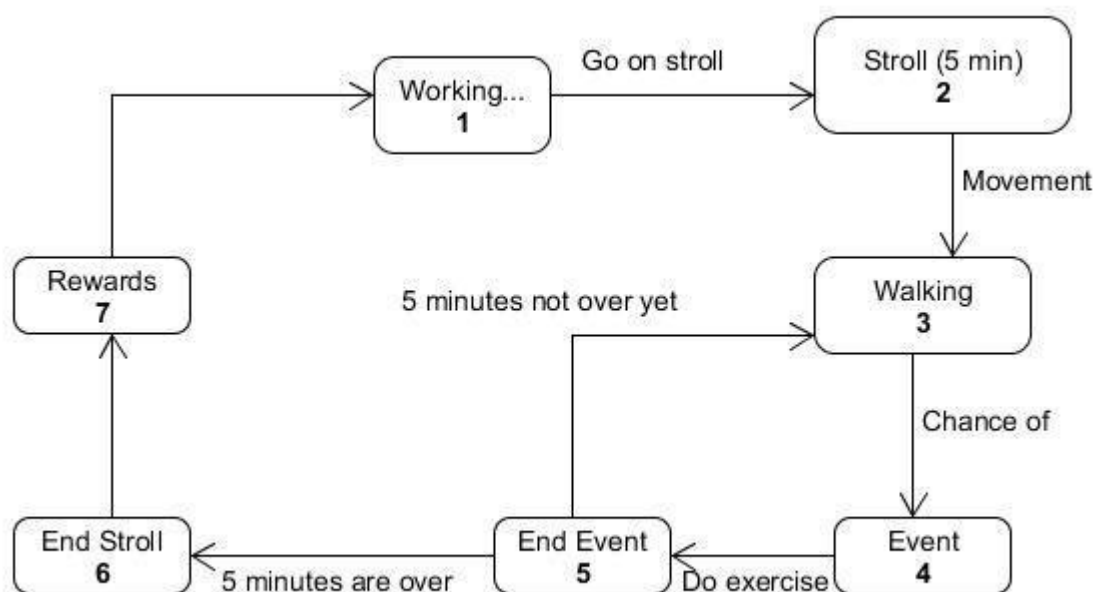 Go on stroll
Working...
1
Stroll (5 min)
2
Movement
Rewards
7
5 minutes not over yet
Walking
3
Chance of
End Stroll
6
5 minutes are over
End Event
5
Do exercise
Event
4